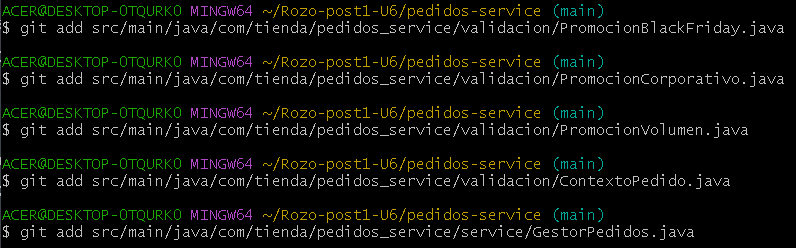 ACER@DESKTOP-OTQURKO MINGW64 ~/Rozo-post1-U6/pedidos-service (main)
$ git add src/main/java/com/tienda/pedidos_service/validacion/PromocionBlackFriday.java
ACER@DESKTOP-OTQURKO MINGW64 ~/Rozo-post1-U6/pedidos-service (main)
$ git add src/main/java/com/tienda/pedidos_service/validacion/PromocionCorporativo.java
ACER@DESKTOP-OTQURKO MINGW64 ~/Rozo-post1-U6/pedidos-service (main)
$ git add src/main/java/com/tienda/pedidos_service/validacion/PromocionVolumen.java
ACER@DESKTOP-OTQURKO MINGW64 ~/Rozo-post1-U6/pedidos-service (main)
$ git add src/main/java/com/tienda/pedidos_service/validacion/ContextoPedido.java
ACER@DESKTOP-OTQURKO MINGW64 ~/Rozo-post1-U6/pedidos-service (main)
$ git add src/main/java/com/tienda/pedidos_service/service/GestorPedidos.java